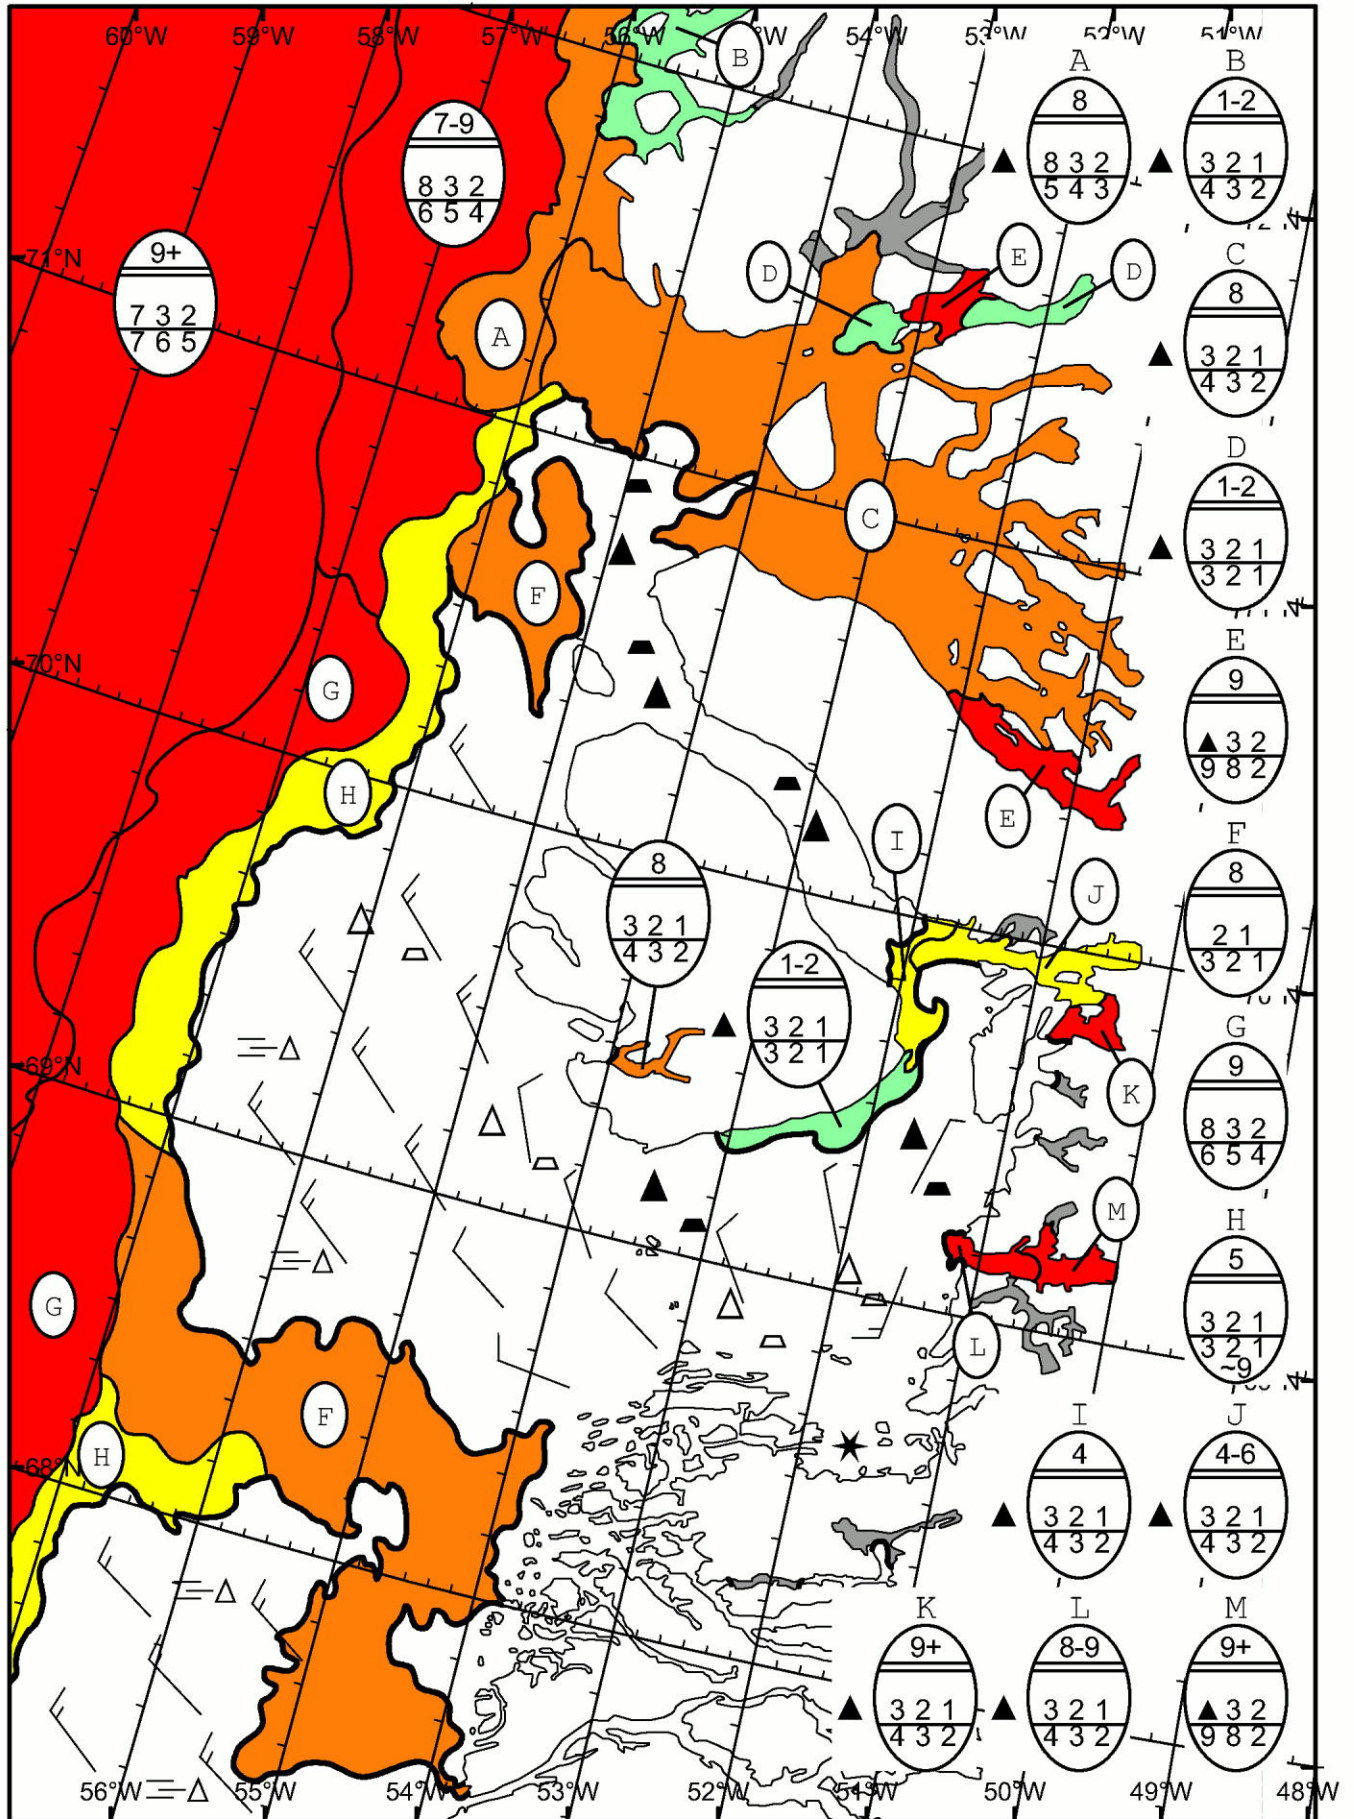 60°W 59°W 58°W 57°W 56°W 54°W 53°W 52°W 51°W
B
A B
8 1-2
8 3 2 3 2 1
5 4 3 4 3 2
7-9
8 3 2
6 5 4
9+
7 3 2
7 6 5
71°N
D E D
C
8
3 2 1
4 3 2
A
D
1-2
3 2 1
3 2 1
C
F
E
9
3 2
9 8 2
70°N
G
H
E
I
F
8
2 1
3 2 1
8
3 2 1
4 3 2
J
1-2
3 2 1
3 2 1
G
9
8 3 2
6 5 4
69°N
K
M
H
5
3 2 1
3 2 1
~9
G
L
F
H
68°N
I J
4 4-6
3 2 1 3 2 1
4 3 2 4 3 2
K L M
9+ 8-9 9+
3 2 1 3 2 1 3 2
4 3 2 4 3 2 9 8 2
56°W 55°W 54°W 53°W 52°W 51°W 50°W 49°W 48°W